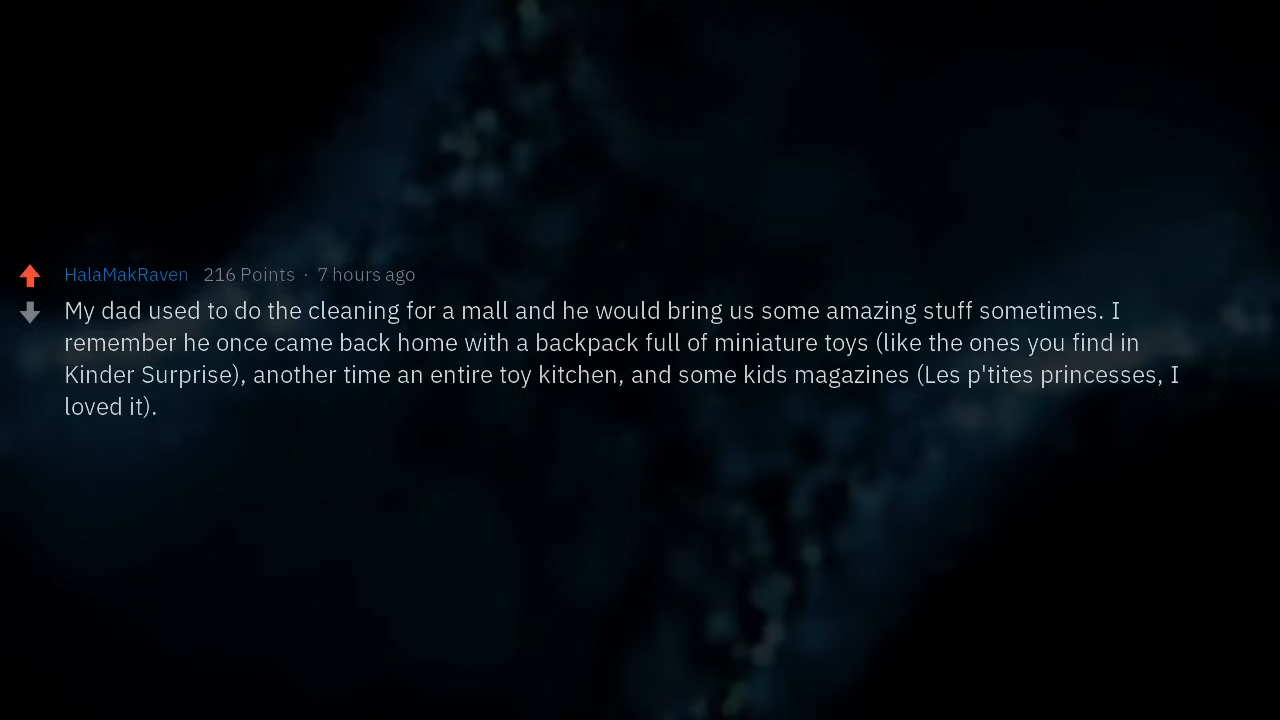 HalaMakRaven 216 Points · 7 hours ago
My dad used to do the cleaning for a mall and he would bring us some amazing stuff sometimes. I
remember he once came back home with a backpack full of miniature toys (like the ones you find in
Kinder Surprise), another time an entire toy kitchen, and some kids magazines (Les p'tites princesses, I
loved it).